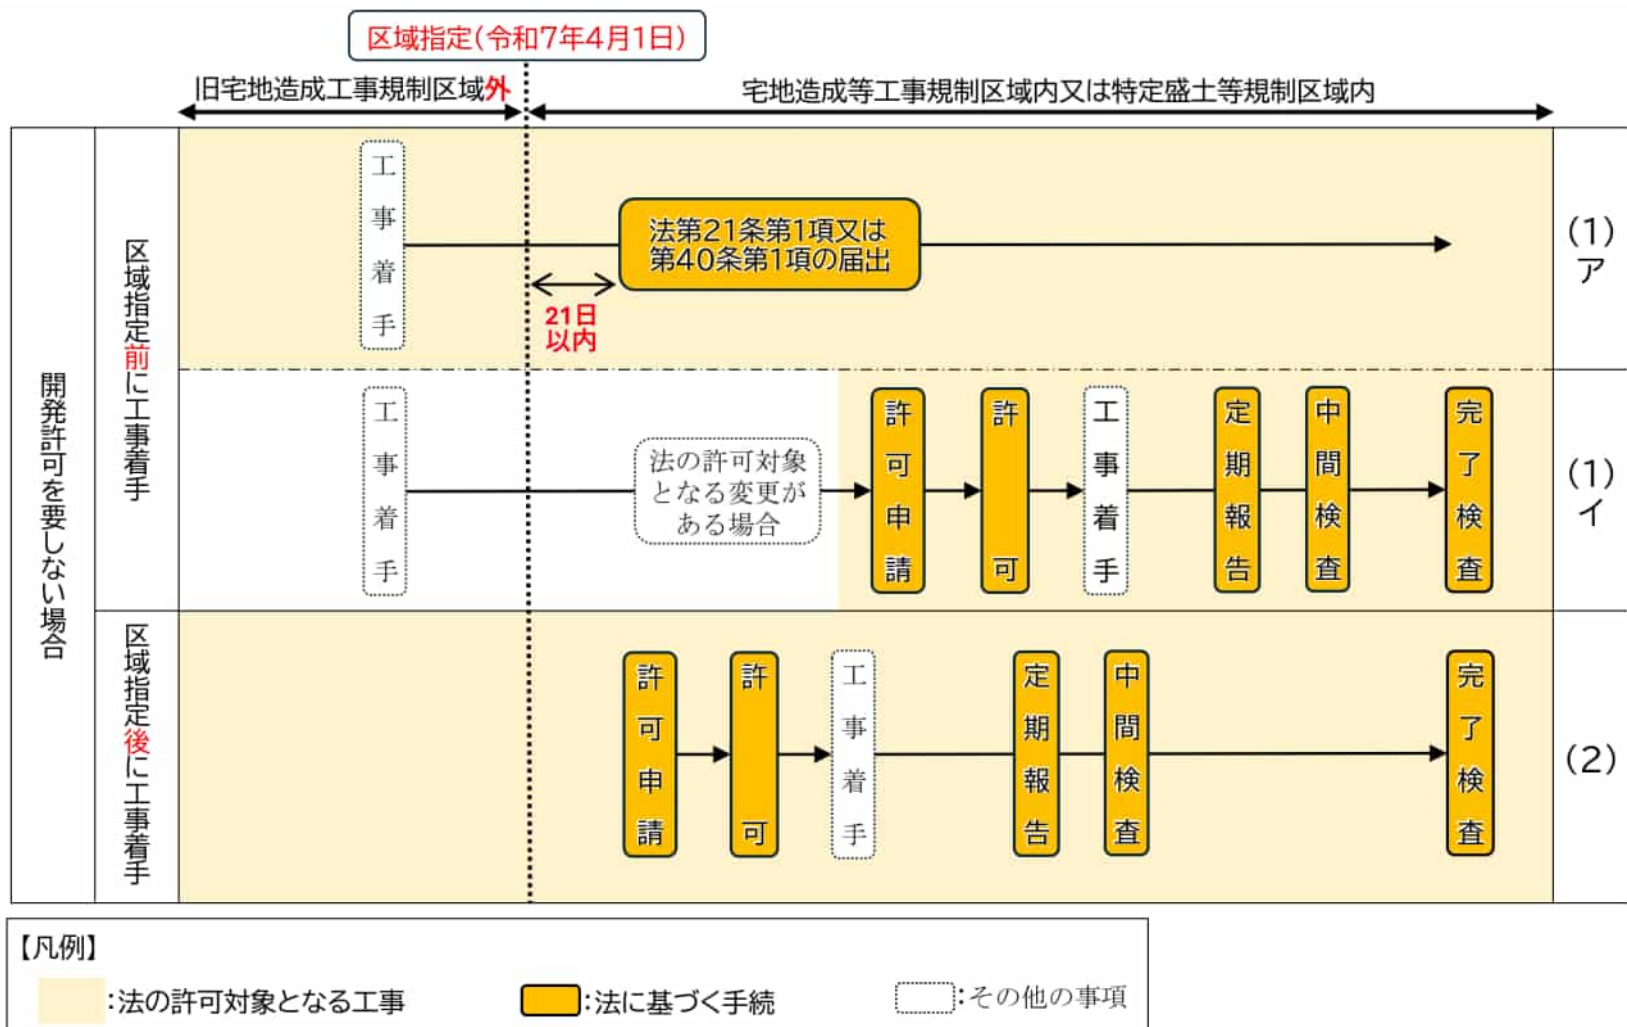 区域指定(令和7年4月1日)
旧宅地造成工事規制区域外
宅地造成等工事規制区域内又は特定盛土等規制区域内
開発許可を要しない場合
区域指定前に工事着手
工事着手
法第21条第1項又は
第40条第1項の届出
21日
以内
(1)
ア
工事着手
法の許可対象
となる変更が
ある場合
許可申請
許可
工事着手
定期報告
中間検査
完了検査
(1)
イ
区域指定後に工事着手
許可申請
許可
工事着手
定期報告
中間検査
完了検査
(2)
【凡例】
:法の許可対象となる工事
:法に基づく手続
:その他の事項